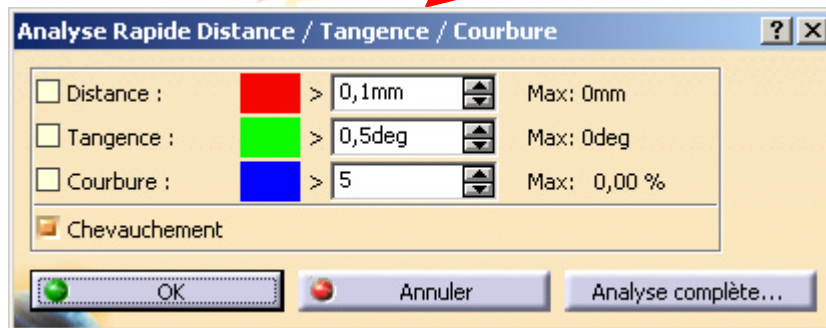 Analyse Rapide Distance / Tangence / Courbure ? X
Distance : > 0,1mm Max: 0mm
Tangence : > 0,5deg Max: 0deg
Courbure : > 5 Max: 0,00 %
Chevauchement
OK Annuler Analyse complète...